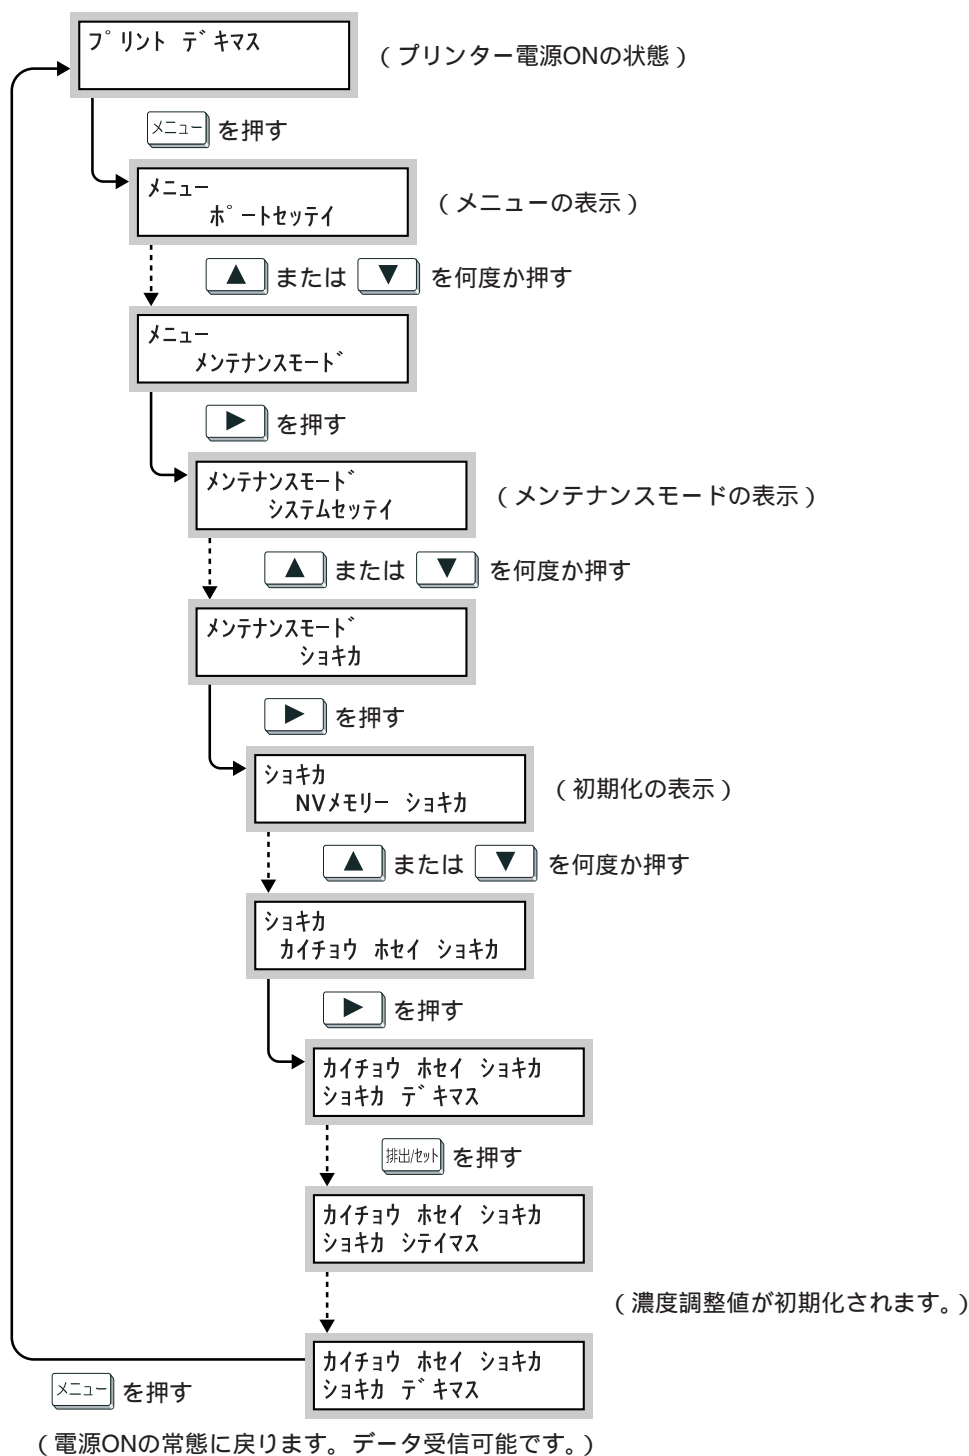 プリント デキマス
(プリンター電源ONの状態)
メニュー を押す
メニュー
ポートセッテイ
(メニューの表示)
▲ または ▼ を何度か押す
メニュー
メンテナンスモード
▶ を押す
メンテナンスモード
システムセッテイ
(メンテナンスモードの表示)
▲ または ▼ を何度か押す
メンテナンスモード
ショキカ
▶ を押す
ショキカ
NVメモリー ショキカ
(初期化の表示)
▲ または ▼ を何度か押す
ショキカ
カイチョウ ホセイ ショキカ
▶ を押す
カイチョウ ホセイ ショキカ
ショキカ デキマス
排出/セット を押す
カイチョウ ホセイ ショキカ
ショキカ シテイマス
(濃度調整値が初期化されます。)
カイチョウ ホセイ ショキカ
ショキカ デキマス
メニュー を押す
(電源ONの常態に戻ります。データ受信可能です。)